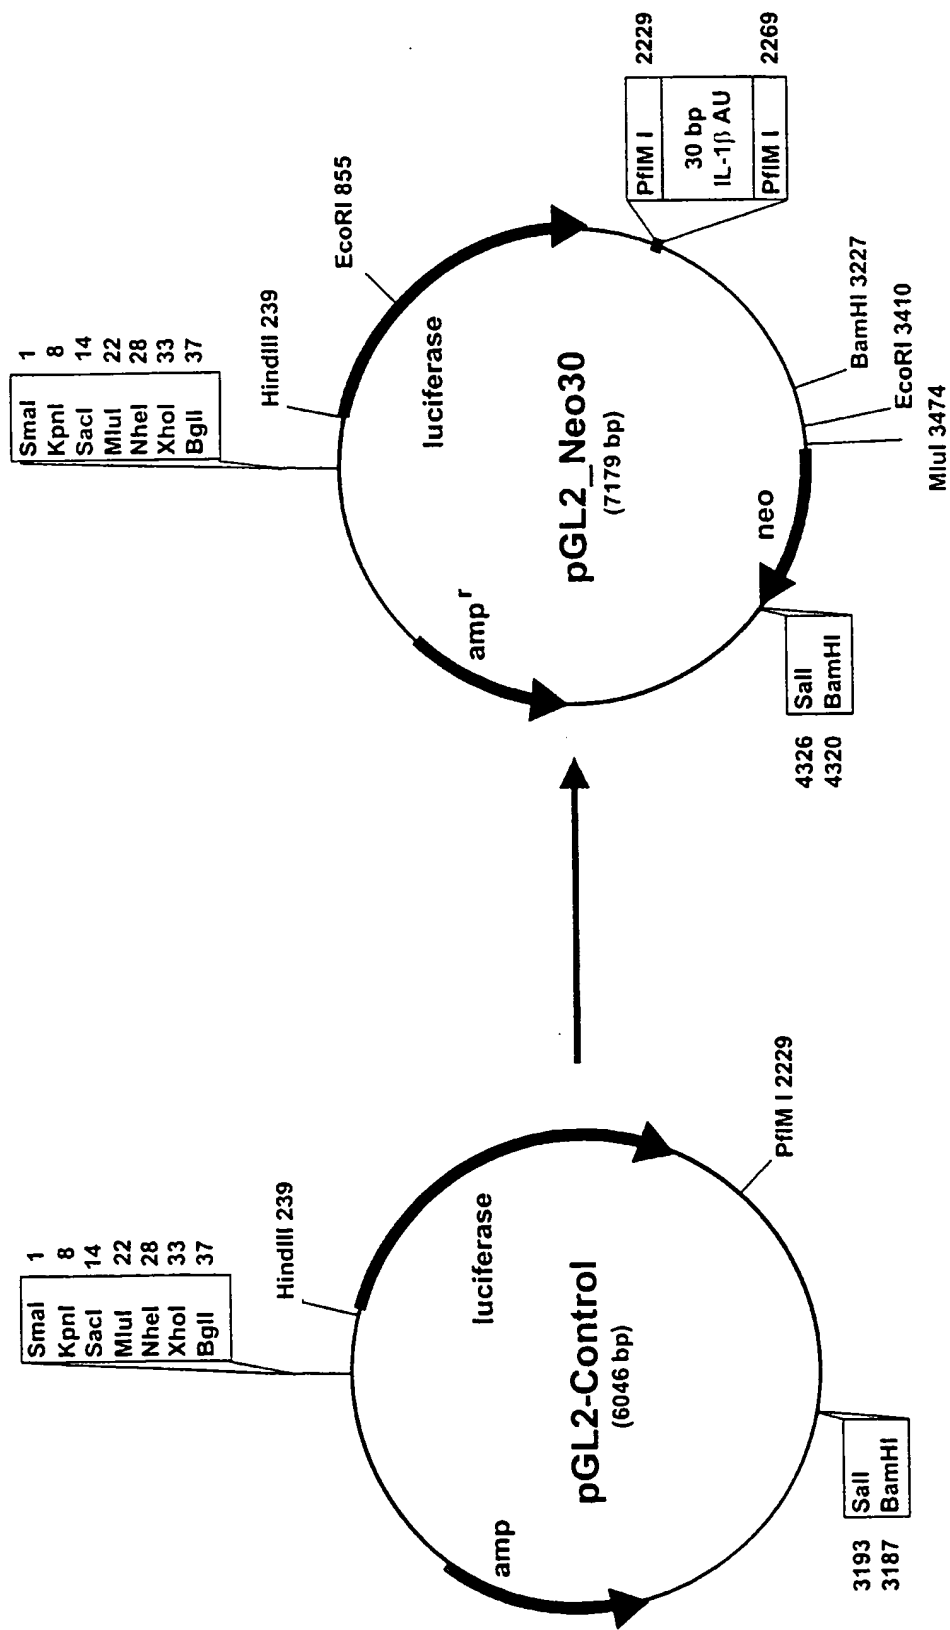 SmaI 1
KpnI 8
SacI 14
MluI 22
NheI 28
XhoI 33
BglI 37
HindIII 239
luciferase
amp
pGL2-Control
(6046 bp)
PflM I 2229
3193 SalI
3187 BamHI
SmaI 1
KpnI 8
SacI 14
MluI 22
NheI 28
XhoI 33
BglI 37
HindIII 239
EcoRI 855
luciferase
amp r
pGL2_Neo30
(7179 bp)
PflM I 2229
30 bp
IL-1β AU
PflM I 2269
neo
BamHI 3227
EcoRI 3410
MluI 3474
4326 SalI
4320 BamHI